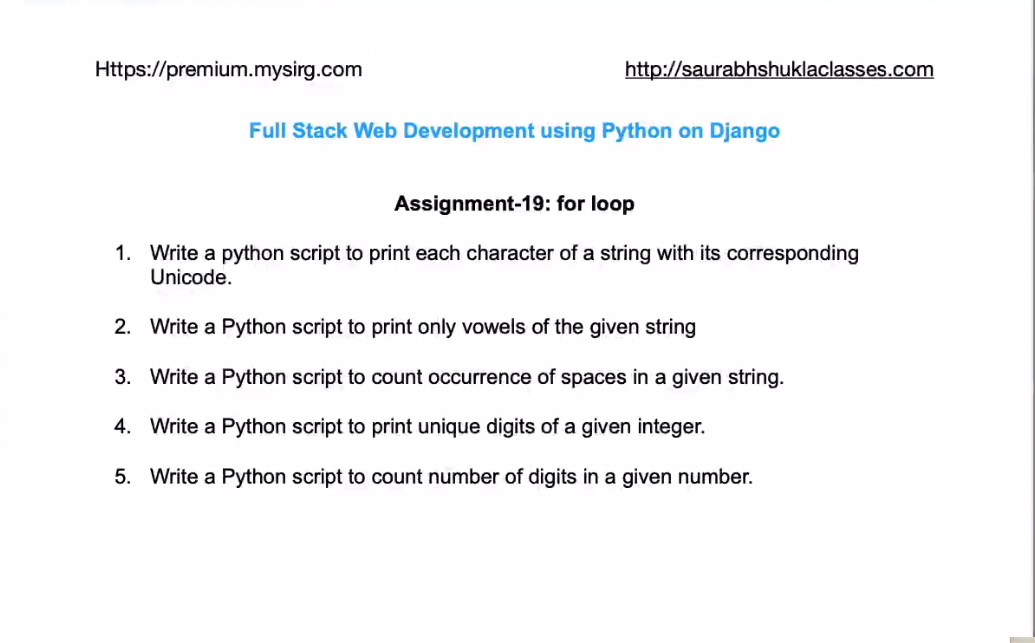 Https://premium.mysirg.com http://saurabhshuklaclasses.com
Full Stack Web Development using Python on Django
Assignment-19: for loop
1. Write a python script to print each character of a string with its corresponding
Unicode.
2. Write a Python script to print only vowels of the given string
3. Write a Python script to count occurrence of spaces in a given string.
4. Write a Python script to print unique digits of a given integer.
5. Write a Python script to count number of digits in a given number.